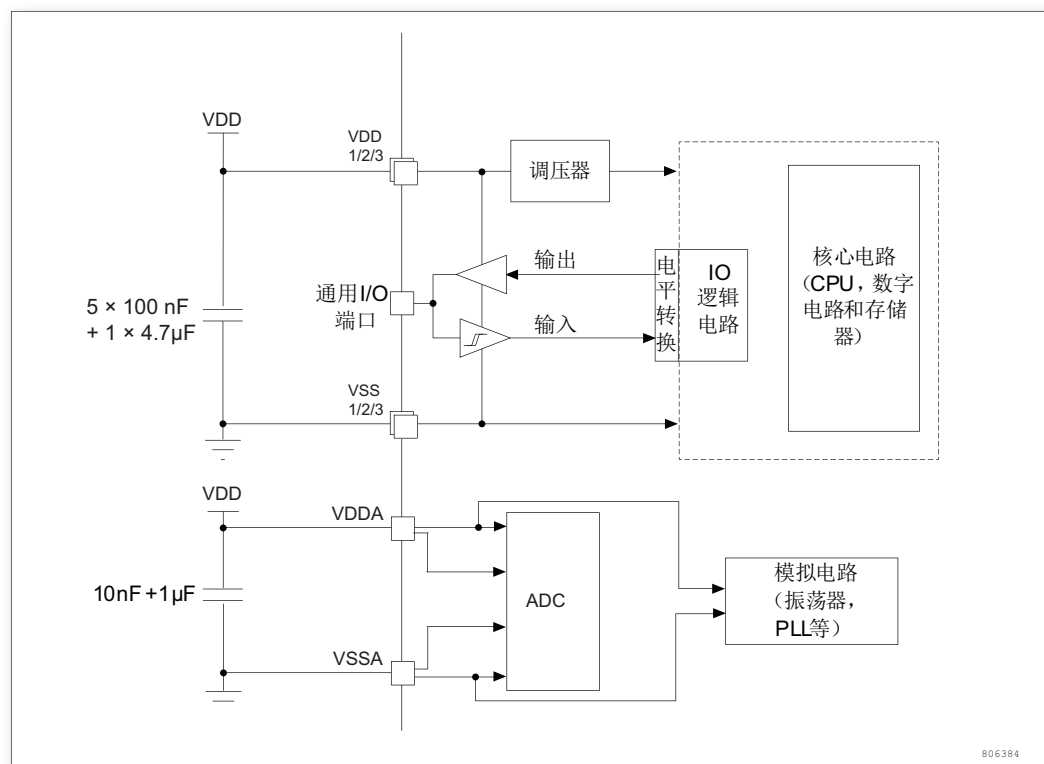 VDD
VDD
1/2/3
调压器
5 × 100 nF
+ 1 × 4.7μF
通用I/O
端口
输出
输入
电
平
转
换
IO
逻辑
电路
核心电路
（CPU，数字
电路和存储
器）
VSS
1/2/3
VDD
VDDA
10nF+1μF
ADC
模拟电路
（振荡器，
PLL等）
VSSA
806384